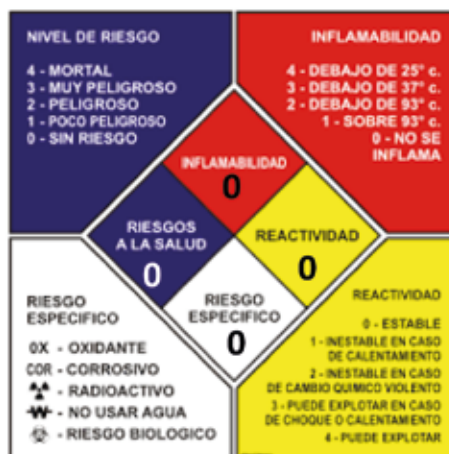 NIVEL DE RIESGO
4 - MORTAL
3 - MUY PELIGROSO
2 - PELIGROSO
1 - POCO PELIGROSO
0 - SIN RIESGO
INFLAMABILIDAD
4 - DEBAJO DE 25° c.
3 - DEBAJO DE 37° c.
2 - DEBAJO DE 93° c.
1 - SOBRE 93° c.
0 - NO SE
INFLAMA
INFLAMABILIDAD
0
RIESGOS
A LA SALUD
0
REACTIVIDAD
0
RIESGO
ESPECIFICO
0
RIESGO
ESPECIFICO
OX - OXIDANTE
COR - CORROSIVO
- RADIOACTIVO
W - NO USAR AGUA
- RIESGO BIOLOGICO
REACTIVIDAD
0 - ESTABLE
1 - INESTABLE EN CASO
DE CALENTAMIENTO
2 - INESTABLE EN CASO
DE CAMBIO QUIMICO VIOLENTO
3 - PUEDE EXPLOTAR EN CASO
DE CHOQUE O CALENTAMIENTO
4 - PUEDE EXPLOTAR